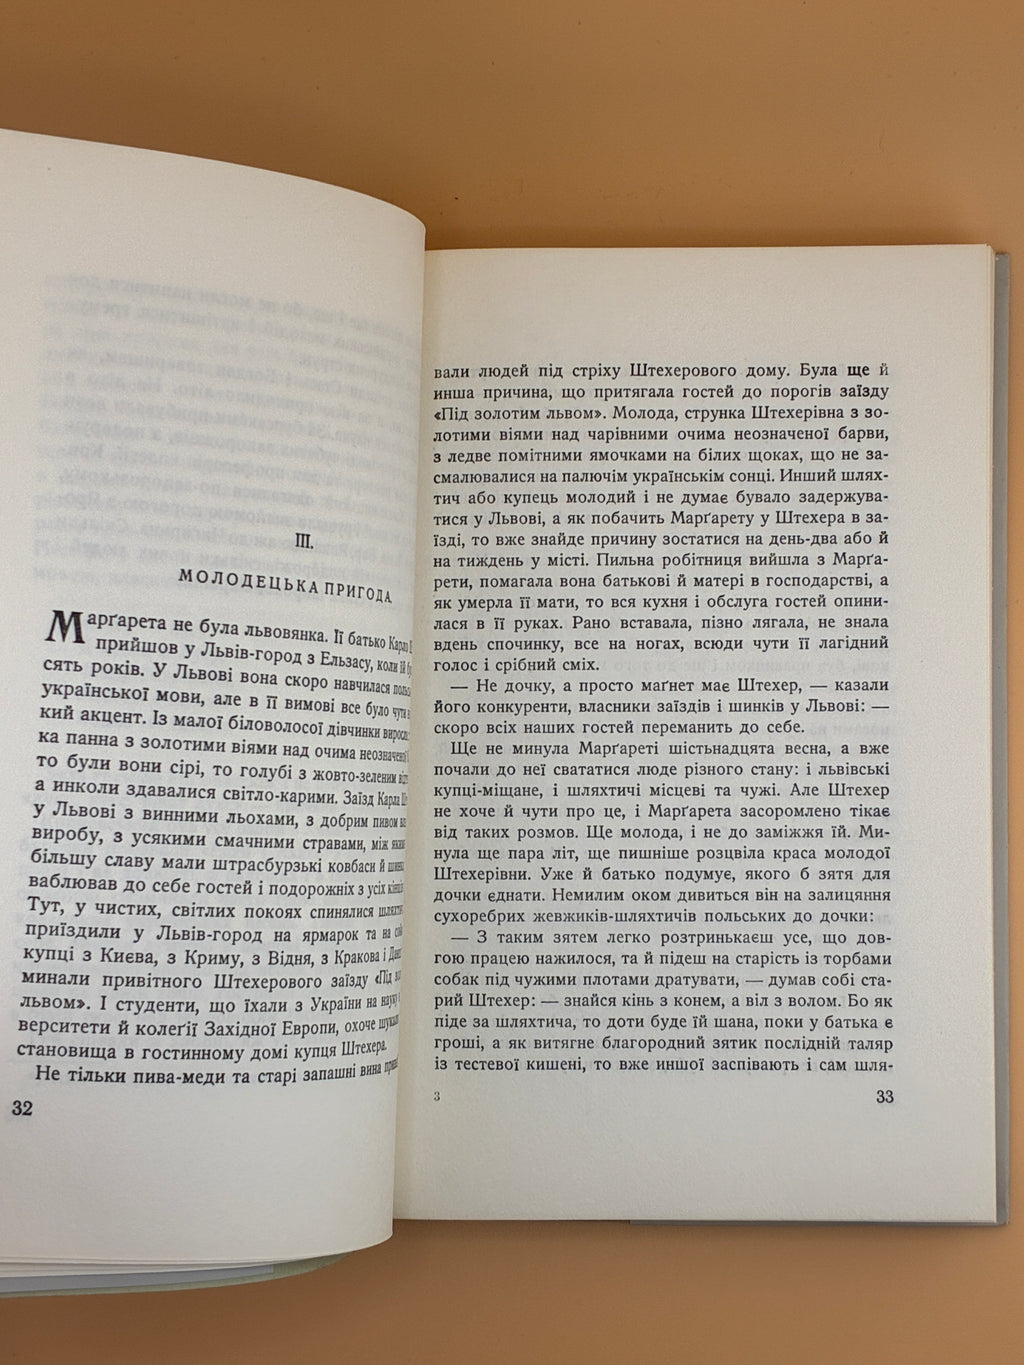 III.
МОЛОДЕЦЬКА ПРИГОДА
Марґарета не була львовянка. Її батько Карло
прийшов у Львів-город з Ельзасу, коли їй
сять років. У Львові вона скоро навчилася
української мови, але в її вимові все було чути
кий акцент. Із малої біловолосої дівчинки
ка панна з золотими віями над очима неозначеної
то були вони сірі, то голубі з жовто-зеленим
а инколи здавалися світло-карими. Заїзд Карла
у Львові з винними льохами, з добрим пивом
виробу, з усякими смачними стравами, між
більшу славу мали штрасбурзькі ковбаси й
ваблював до себе гостей і подорожніх з усіх
Тут, у чистих, світлих покоях спинялися
приїздили у Львів-город на ярмарок та на
купці з Києва, з Криму, з Відня, з Кракова і
минали привітного Штехерового заїзду «Під
львом». І студенти, що їхали з України на науку
верситети й колеґії Західної Европи, охоче
становища в гостинному домі купця Штехера.
Не тільки пива-меди та старі запашні вина
32
вали людей під стріху Штехерового дому. Була ще й
инша причина, що притягала гостей до порогів заїзду
«Під золотим львом». Молода, струнка Штехерівна з зо-
лотими віями над чарівними очима неозначеної барви,
з ледве помітними ямочками на білих щоках, що не за-
смалювалися на палючім українськім сонці. Инший шлях-
тич або купець молодий і не думає бувало задержува-
тися у Львові, а як побачить Марґарету у Штехера в за-
їзді, то вже знайде причину зостатися на день-два або й
на тиждень у місті. Пильна робітниця вийшла з Марґа-
рети, помагала вона батькові й матері в господарстві, а
як умерла її мати, то вся кухня і обслуга гостей опини-
лася в її руках. Рано вставала, пізно лягала, не знала
вдень спочинку, все на ногах, всюди чути її лагідний
голос і срібний сміх.
— Не дочку, а просто маґнет має Штехер, — казали
його конкуренти, власники заїздів і шинків у Львові: —
скоро всіх наших гостей переманить до себе.
Ще не минула Марґареті шістьнадцята весна, а вже
почали до неї свататися люде різного стану: і львівські
купці-міщане, і шляхтичі місцеві та чужі. Але Штехер
не хоче й чути про це, і Марґарета засоромлено тікає
від таких розмов. Ще молода, і не до заміжжя їй. Ми-
нула ще пара літ, ще пишніше розцвіла краса молодої
Штехерівни. Уже й батько подумує, якого б зятя для
дочки єднати. Немилим оком дивиться він на залицяння
сухоребрих жевжиків-шляхтичів польських до дочки:
— З таким зятем легко розтринькаєш усе, що дов-
гою працею нажилося, та й підеш на старість із торбами
собак під чужими плотами дратувати, — думав собі ста-
рий Штехер: — знайся кінь з конем, а віл з волом. Бо як
піде за шляхтича, то доти буде їй шана, поки у батька є
гроші, а як витягне благородний зятик послідній таляр
із тестевої кишені, то вже иншої заспівають і сам шля-
3
33